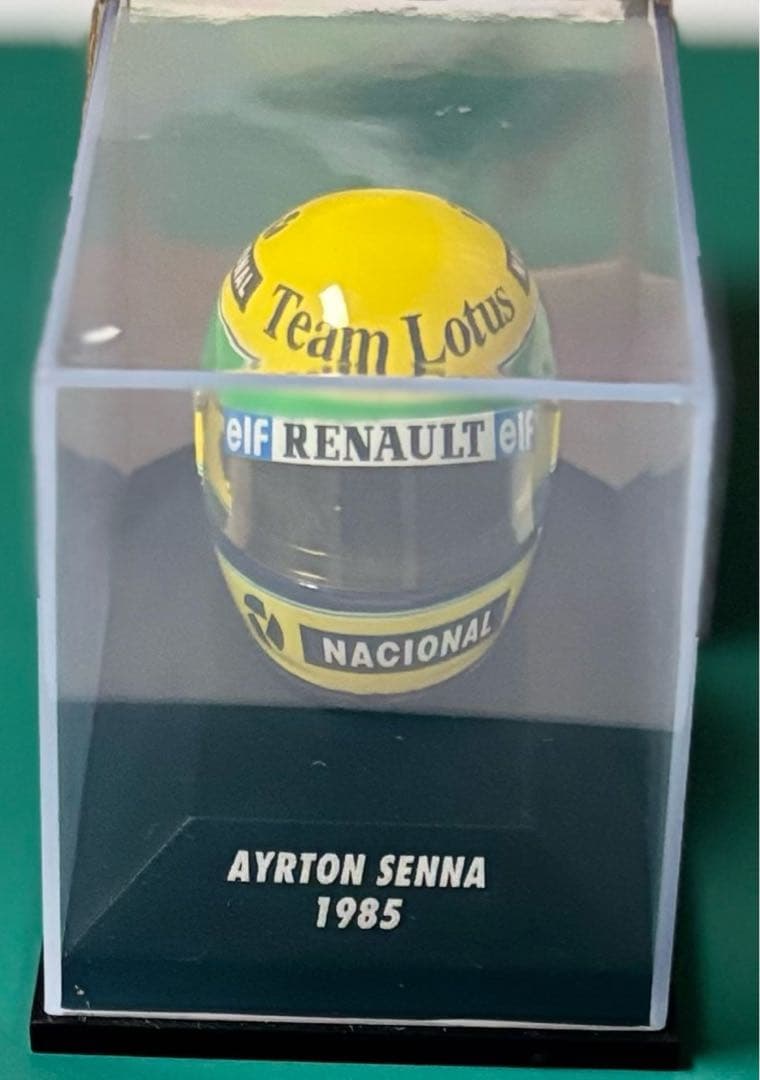 Team Lotus
elf RENAULT elf
NACIONAL
AYRTON SENNA
1985